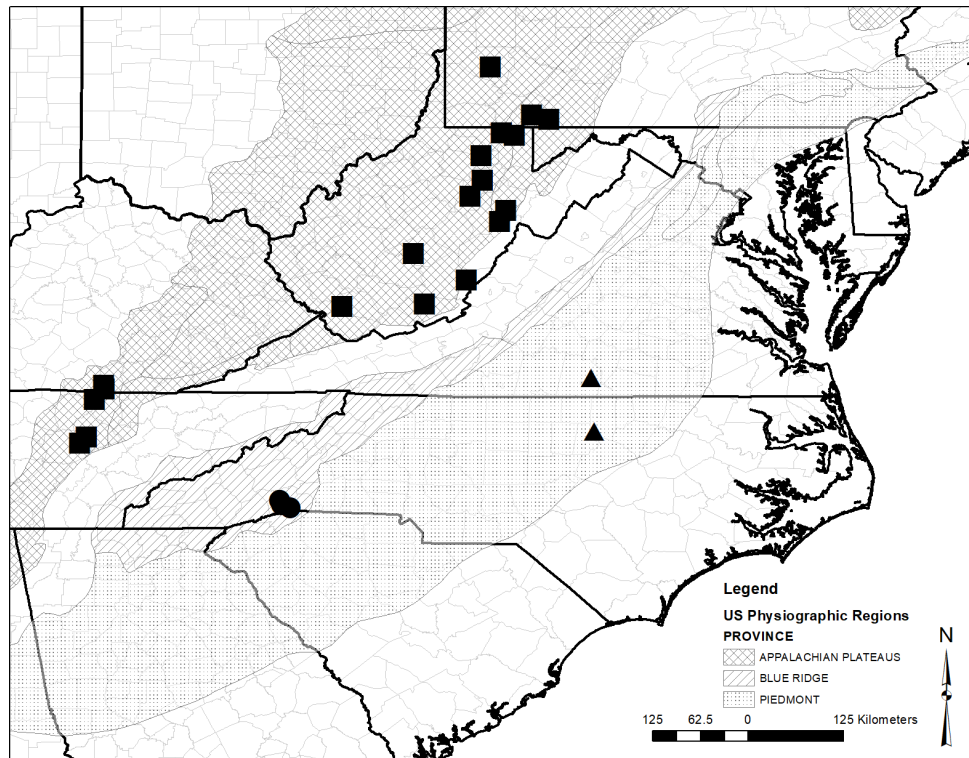 Legend
US Physiographic Regions
PROVINCE
APPALACHIAN PLATEAUS
BLUE RIDGE
PIEDMONT
N
125 62.5 0 125 Kilometers